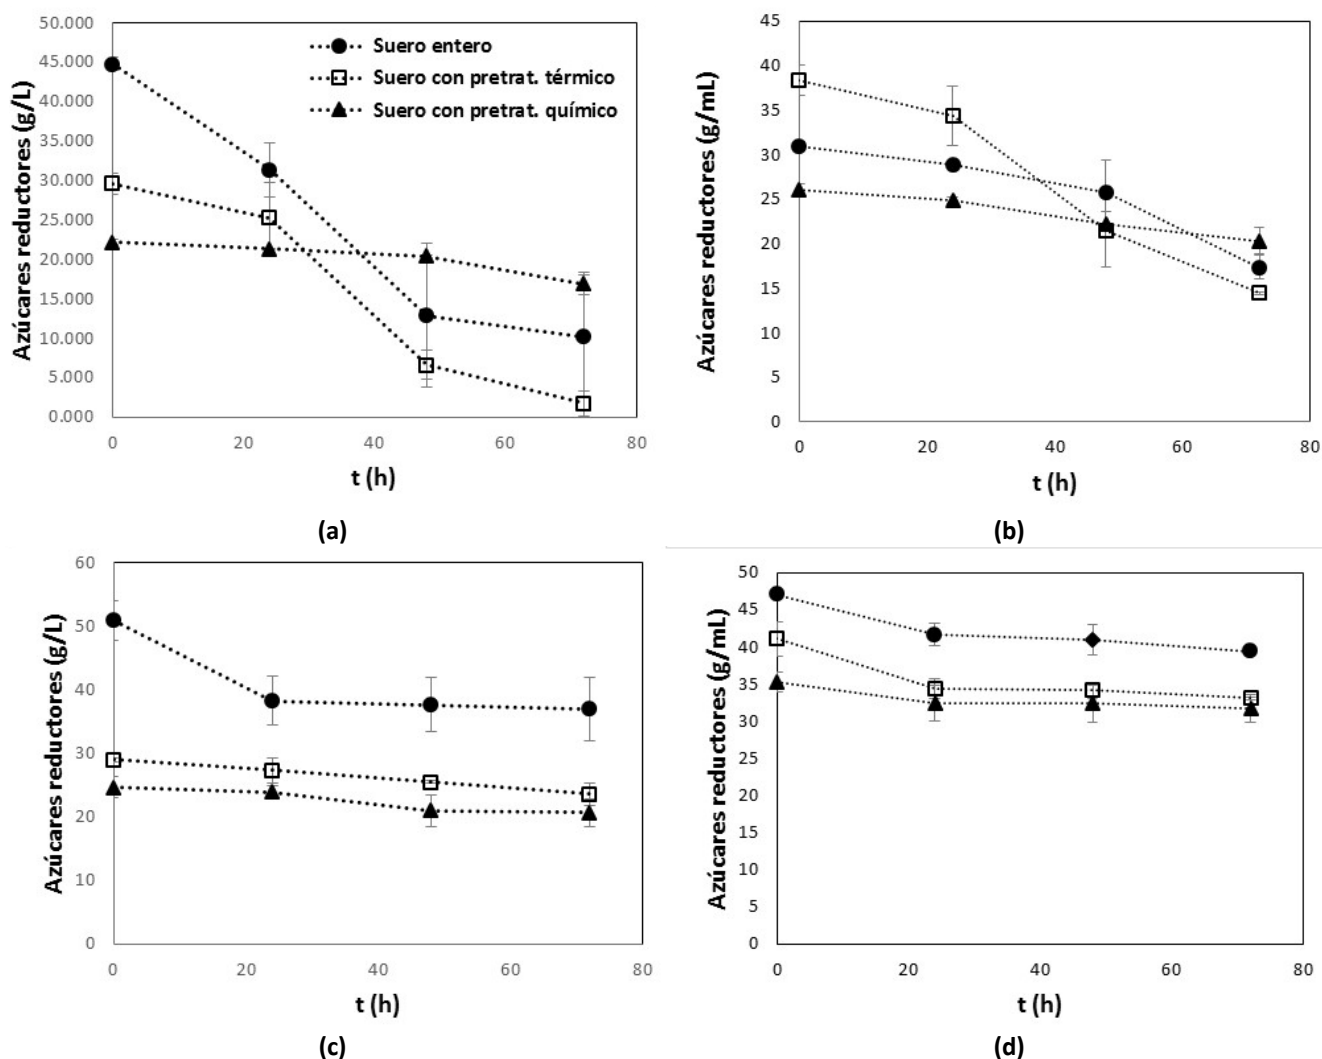 Azúcares reductores (g/L)
50.000
45.000
40.000
35.000
30.000
25.000
20.000
15.000
10.000
5.000
0.000
Suero entero
Suero con pretrat. térmico
Suero con pretrat. químico
0 20 40 60 80
t (h)
(a)
Azúcares reductores (g/mL)
45
40
35
30
25
20
15
10
5
0
0 20 40 60 80
t (h)
(b)
Azúcares reductores (g/L)
60
50
40
30
20
10
0
0 20 40 60 80
t (h)
(c)
Azúcares reductores (g/mL)
50
45
40
35
30
25
20
15
10
5
0
0 20 40 60 80
t (h)
(d)